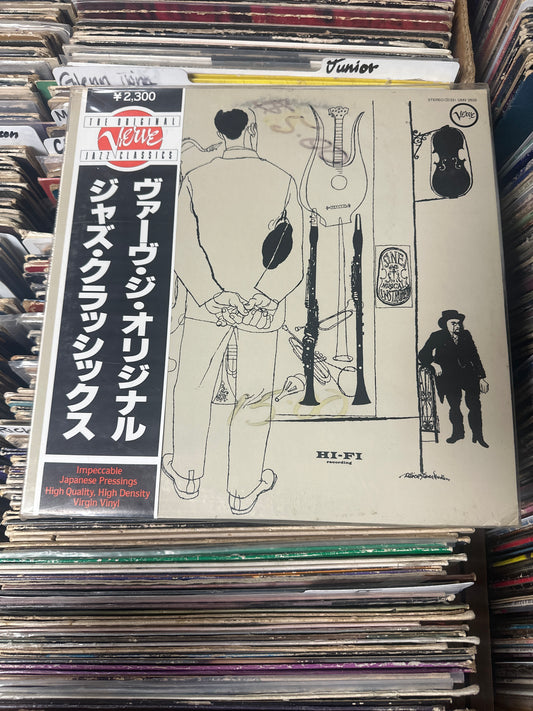 Glenn
Junior
¥2,300
THE ORIGINAL
Verve
JAZZ CLASSICS
ヴァーヴ・ジ・オリジナル
ジャズ・クラッシックス
Impeccable
Japanese Pressings
High Quality, High Density
Virgin Vinyl
Verve
FINE
MUSICAL
HI-FI
recording